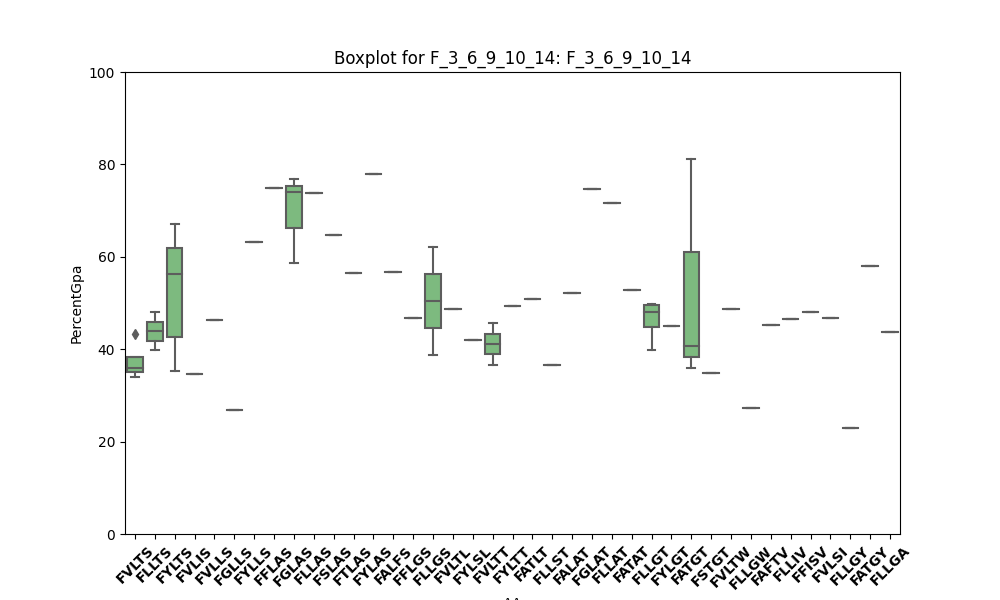 Boxplot for F_3_6_9_10_14: F_3_6_9_10_14
PercentGpa
100
80
60
40
20
0
FVLTS
FLLTS
FYLTS
FVLIS
FVLLS
FGLLS
FYLLS
FFLAS
FGLAS
FLLAS
FSLAS
FTLAS
FYLAS
FALFS
FFLGS
FLLGS
FVLTL
FYLSL
FVLTT
FYLTT
FATLT
FLLST
FALAT
FGLAT
FLLAT
FATAT
FLLGT
FYLGT
FATGT
FSTGT
FVLTW
FLLGW
FAFTV
FLLIV
FFISV
FVLSI
FLLGY
FATGY
FLLGA